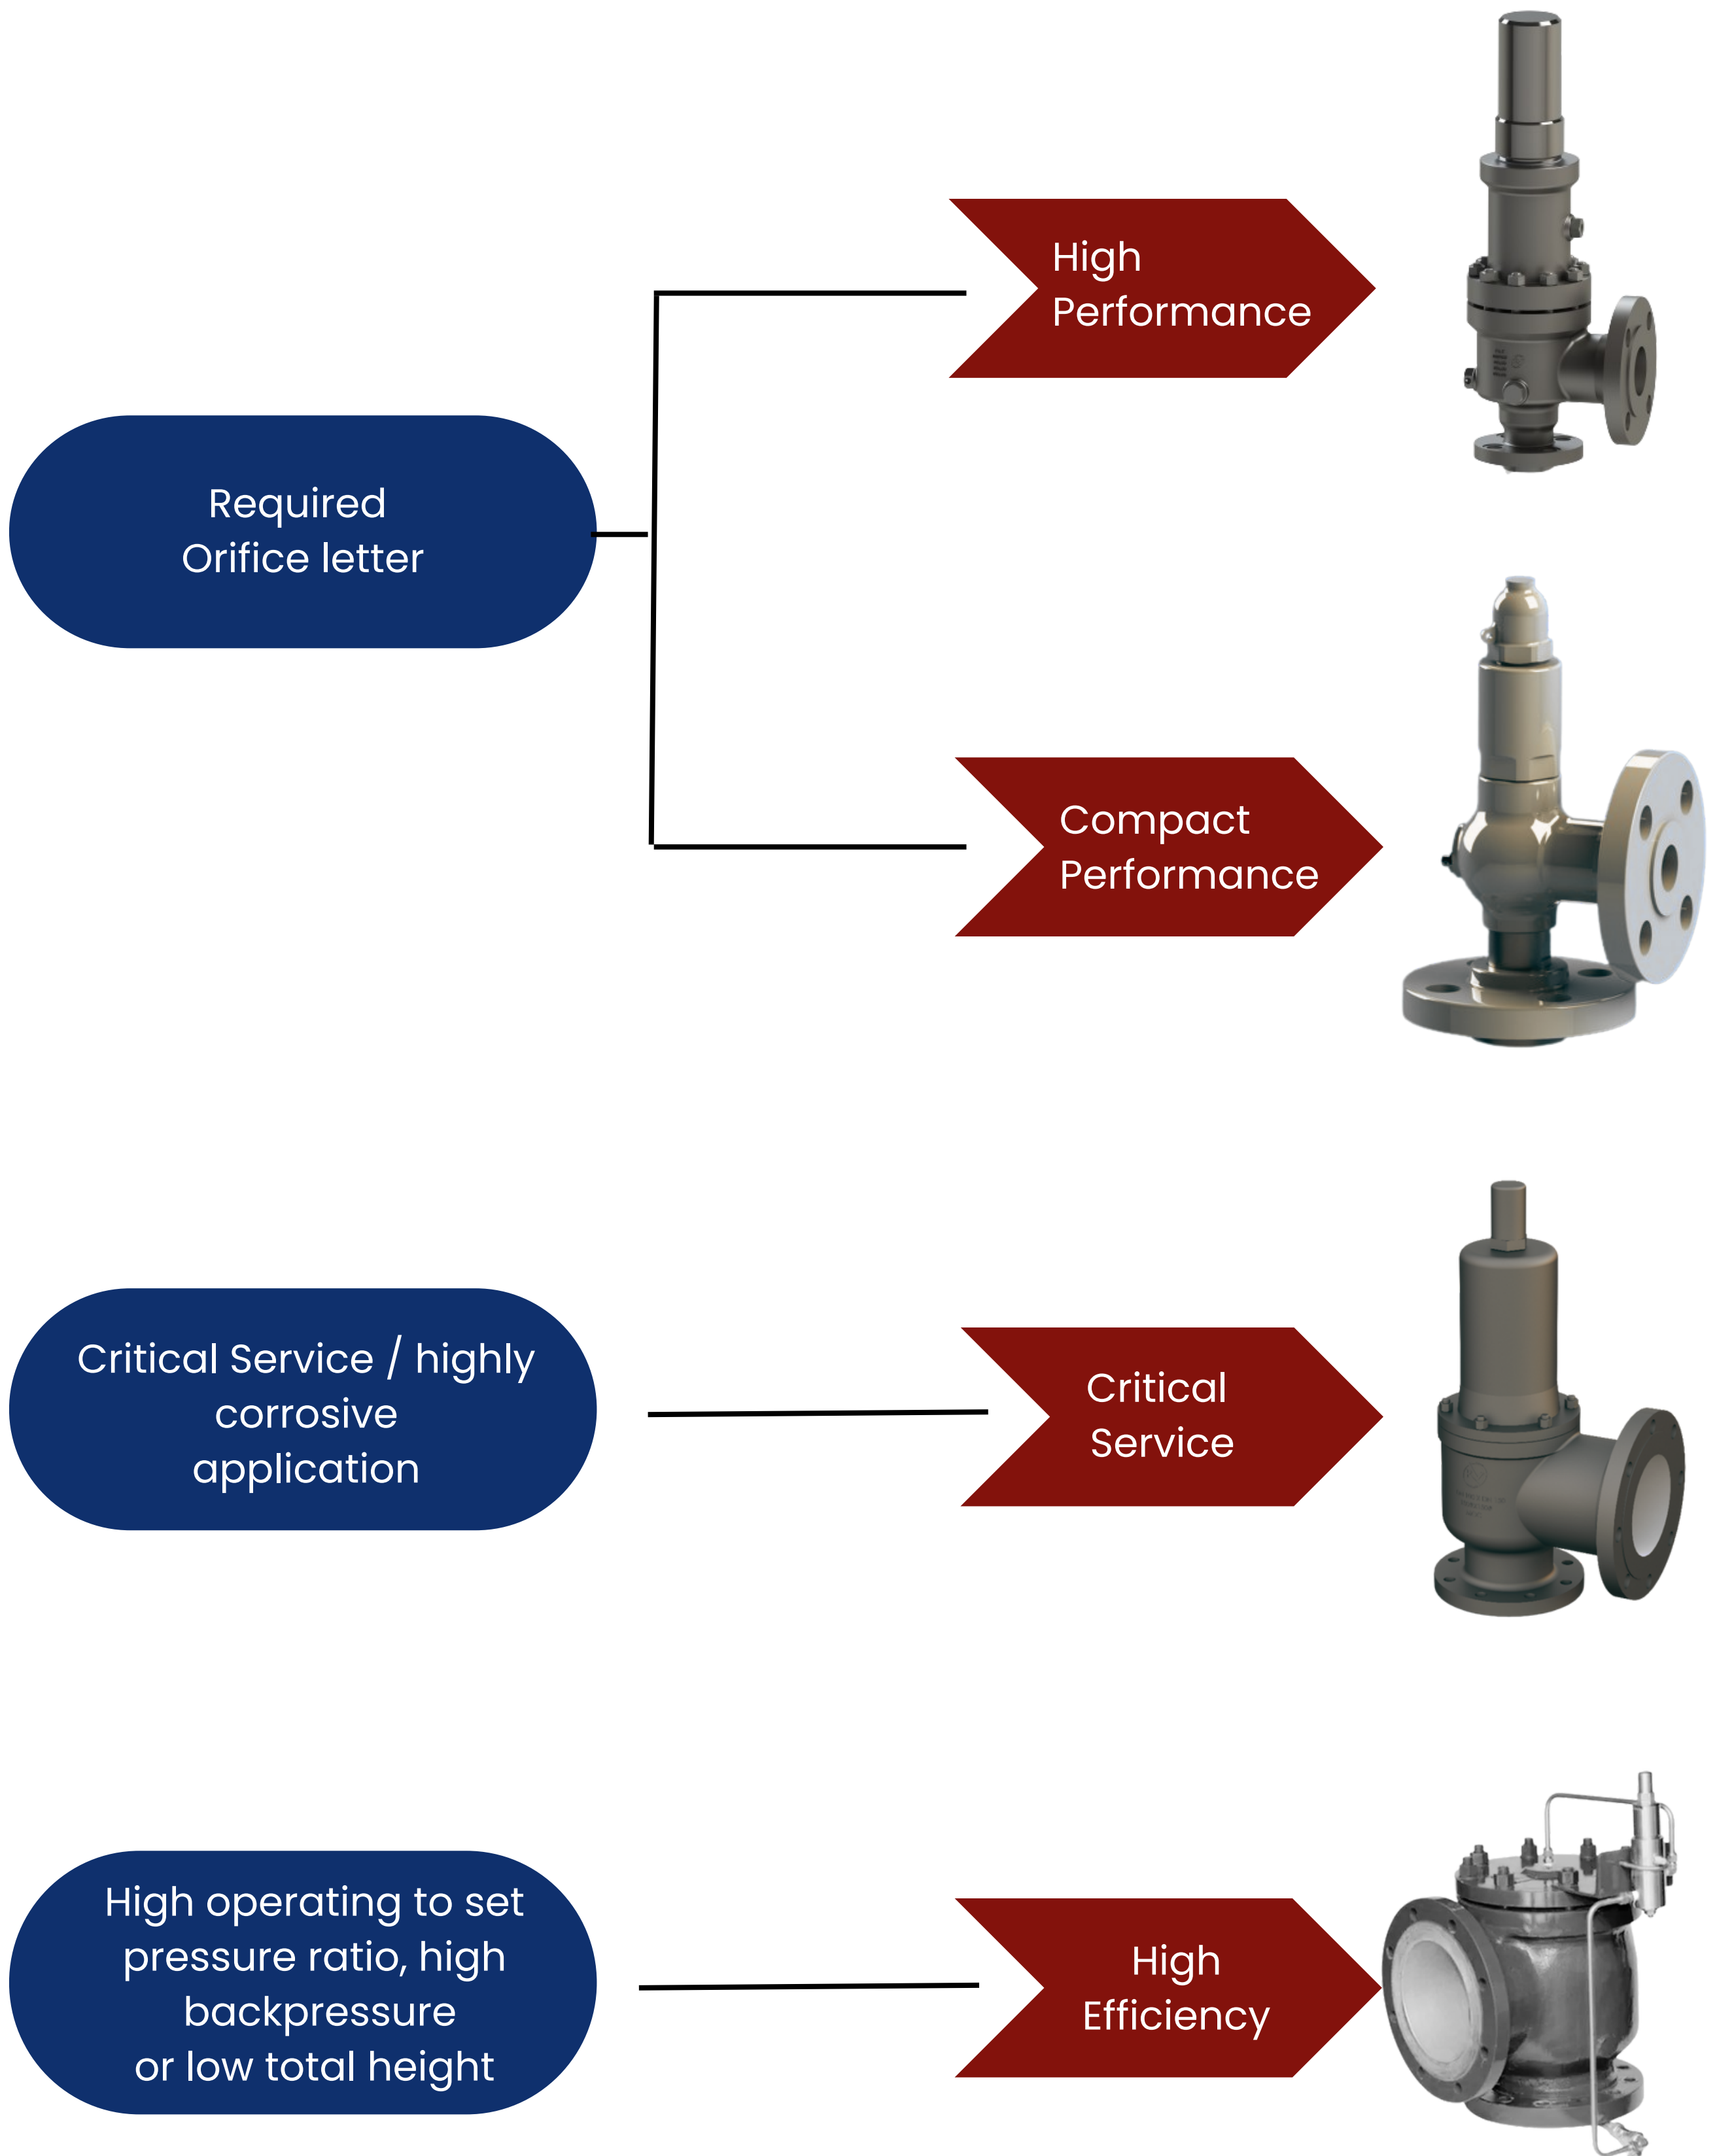 High
Performance
Required
Orifice letter
Compact
Performance
Critical Service / highly
corrosive
application
Critical
Service
High operating to set
pressure ratio, high
backpressure
or low total height
High
Efficiency